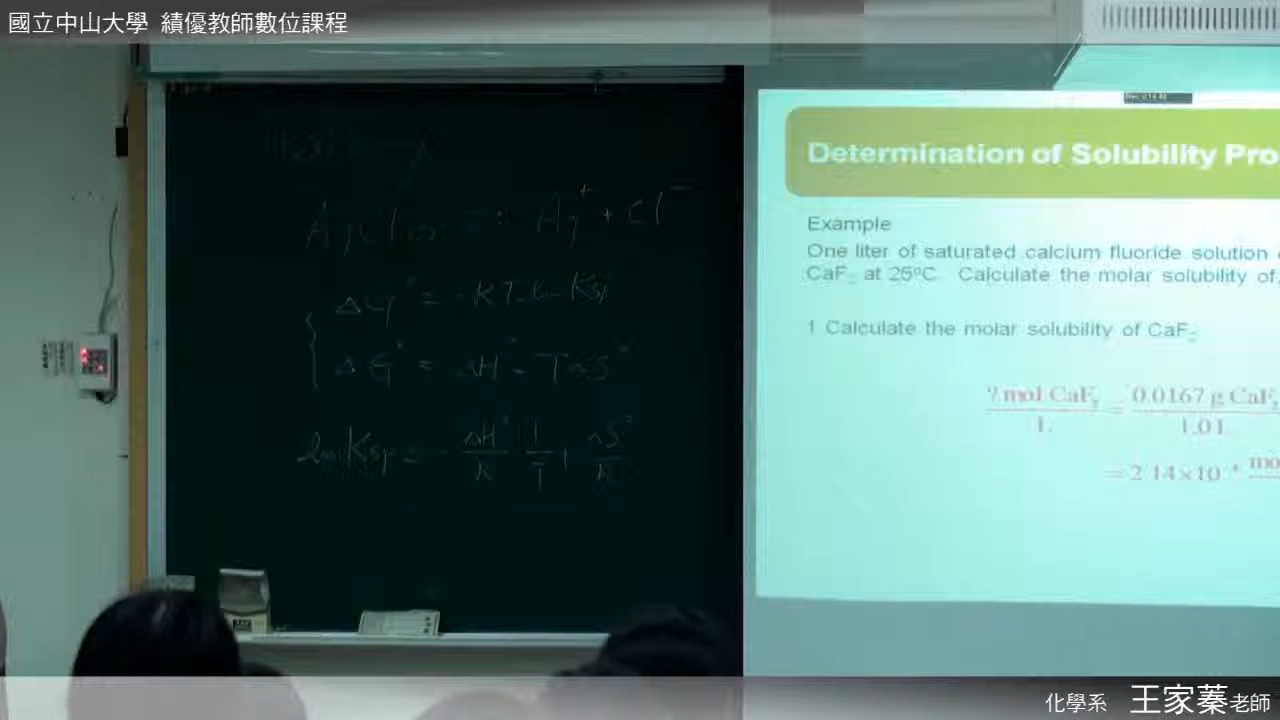 國立中山大學 績優教師數位課程
AgCl(s) ⇌ Ag⁺ + Cl⁻
ΔG° = -RT ln Ksp
ΔG° = ΔH° - TΔS°
ln Ksp = - ΔH°/R 1/T + ΔS°/R
Determination of Solubility Pro
Example
One liter of saturated calcium fluoride solution
CaF₂ at 25°C. Calculate the molar solubility of,
1 Calculate the molar solubility of CaF₂
? mol CaF₂ / L = 0.0167 g CaF₂ / 1.0 L
= 2.14×10⁻⁴ mo
化學系 王家蓁老師